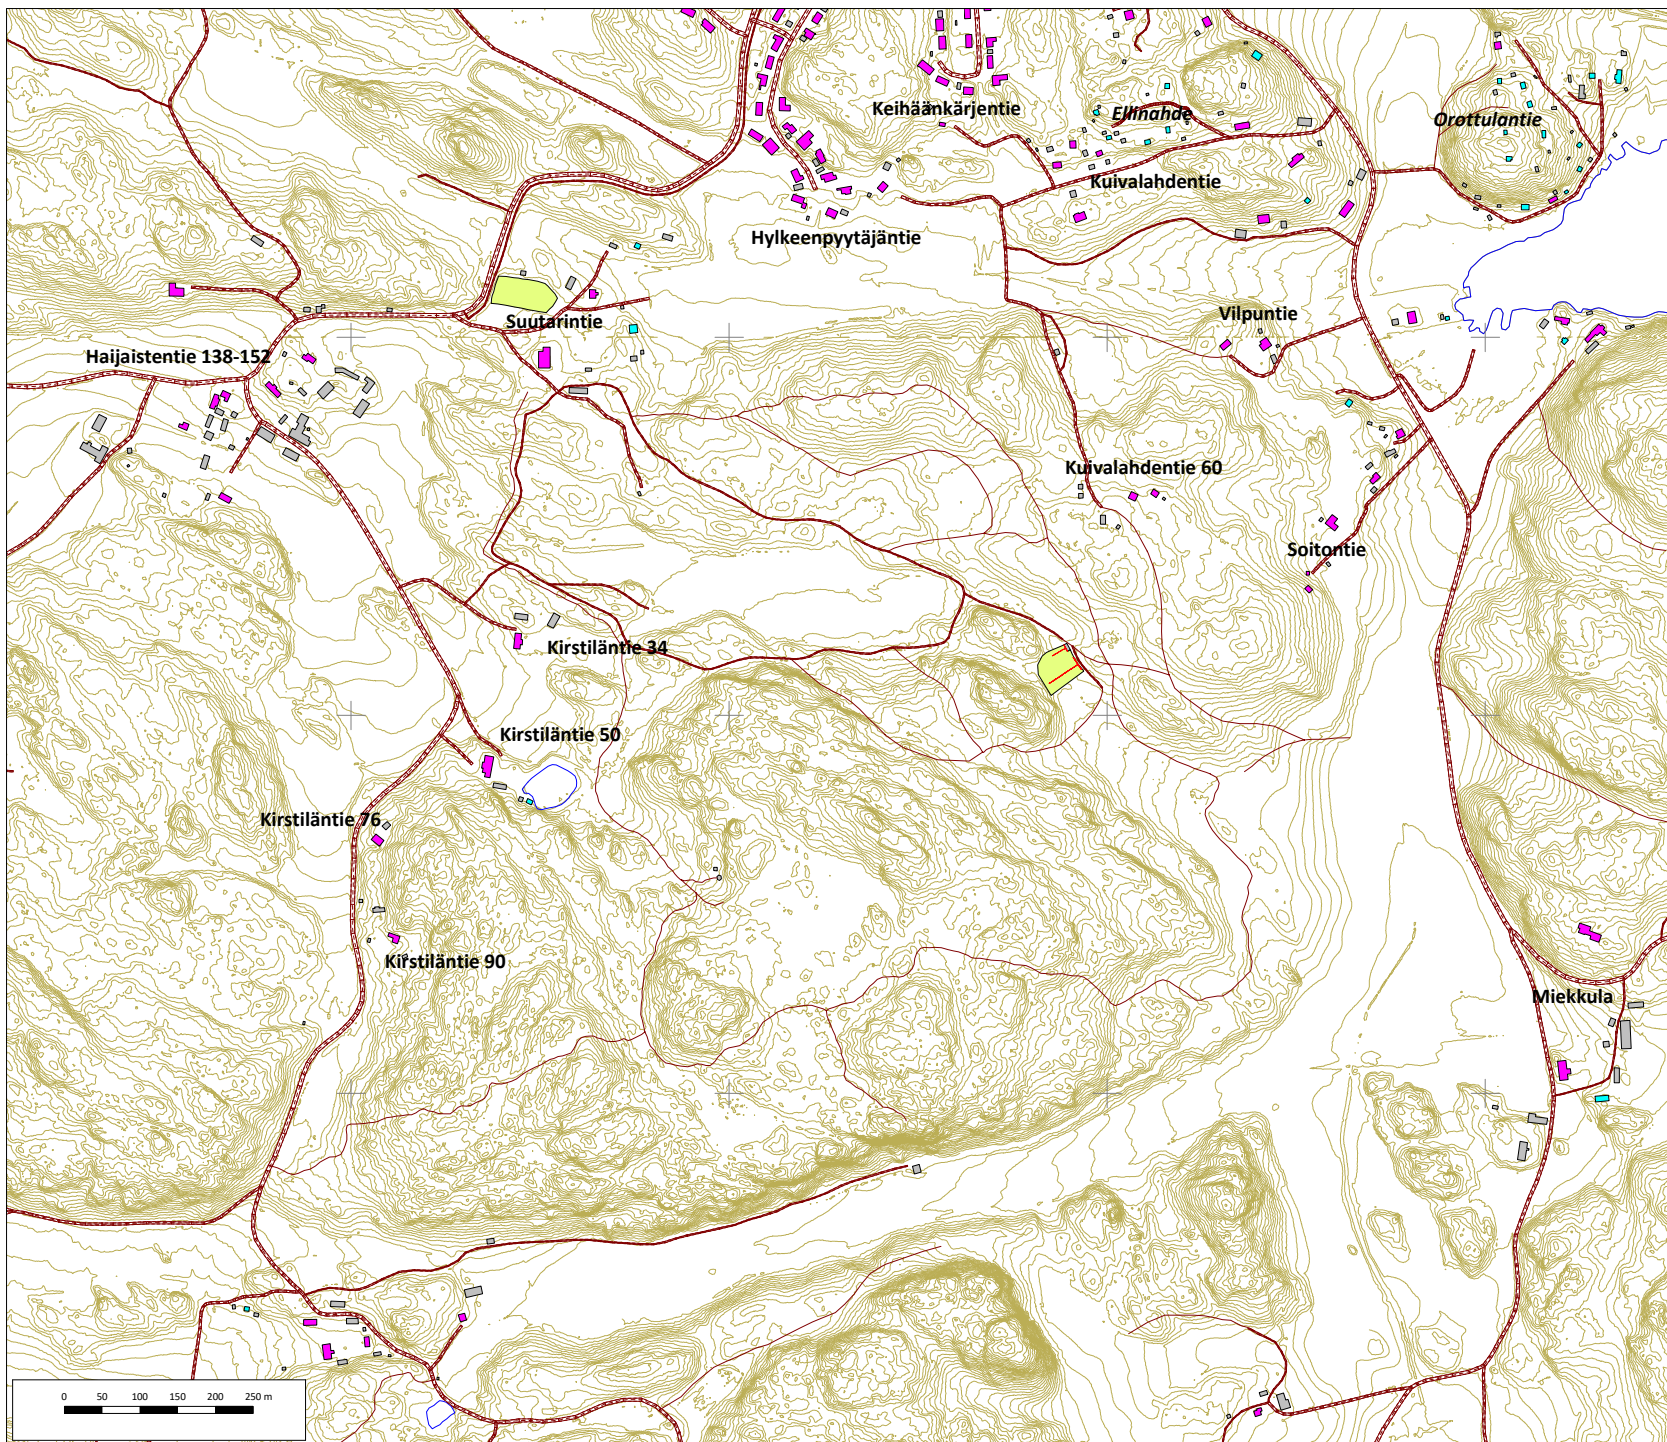 Keihäänkärjentie
Ellinahde
Orottulantie
Kuivalahdentie
Hylkeenpyytäjäntie
Vilpuntie
Suutarintie
Haijaistentie 138-152
Kuivalahdentie 60
Soitontie
Kirstiläntie 34
Kirstiläntie 50
Kirstiläntie 76
Kirstiläntie 90
Miekkula
0 50 100 150 200 250 m